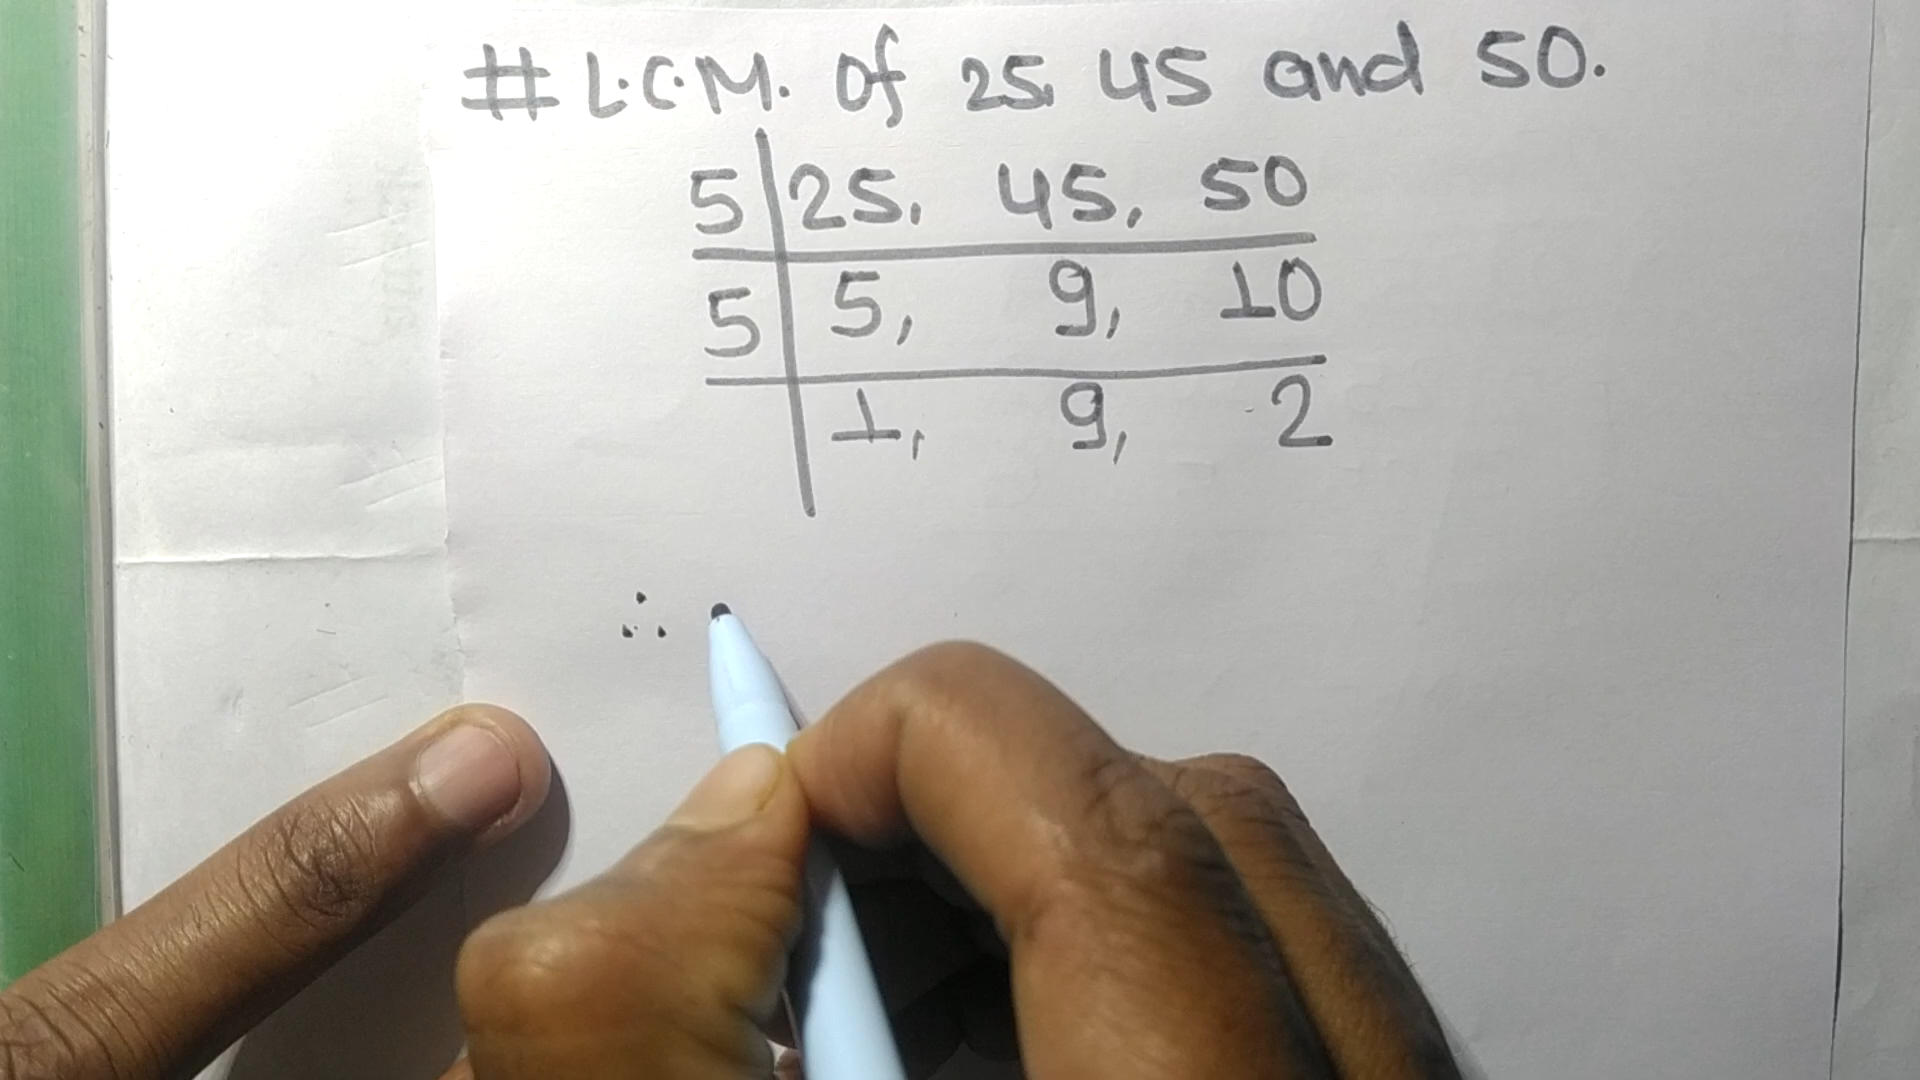 # L.C.M. of 25, 45 and 50.
5 25, 45, 50
5 5, 9, 10
1, 9, 2
∴